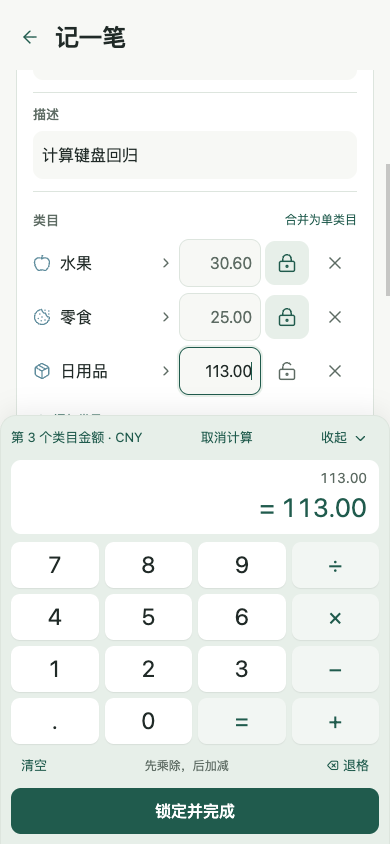 记一笔
描述
计算键盘回归
类目 合并为单类目
水果 30.60
零食 25.00
日用品 113.00
第 3 个类目金额 · CNY 取消计算 收起
113.00
= 113.00
7 8 9 ÷
4 5 6 ×
1 2 3 −
. 0 = +
清空 先乘除，后加减 退格
锁定并完成